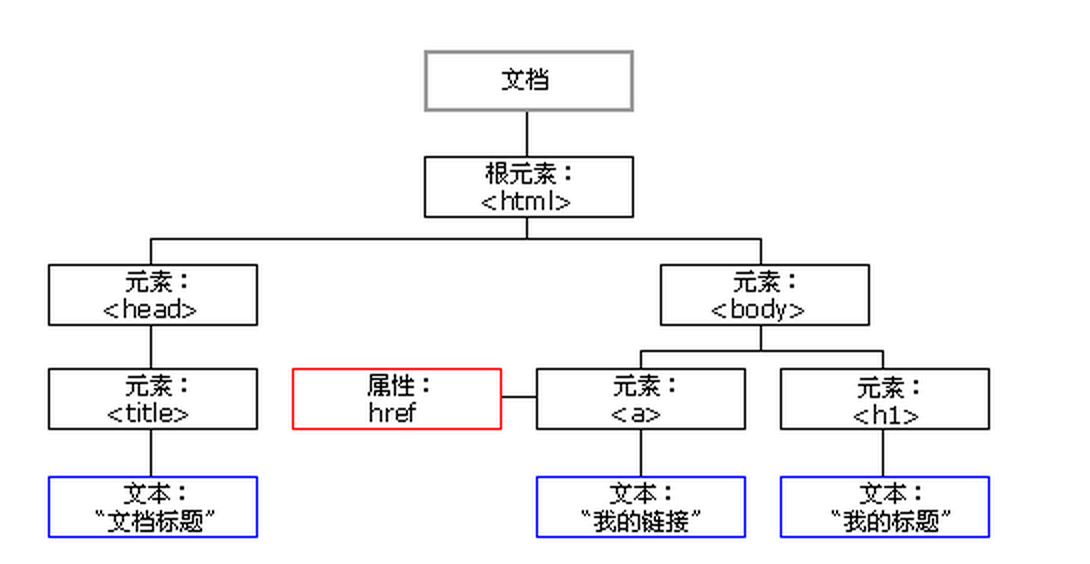 文档
根元素：
<html>
元素：
<head>
元素：
<body>
元素：
<title>
属性：
href
元素：
<a>
元素：
<h1>
文本：
“文档标题”
文本：
“我的链接”
文本：
“我的标题”